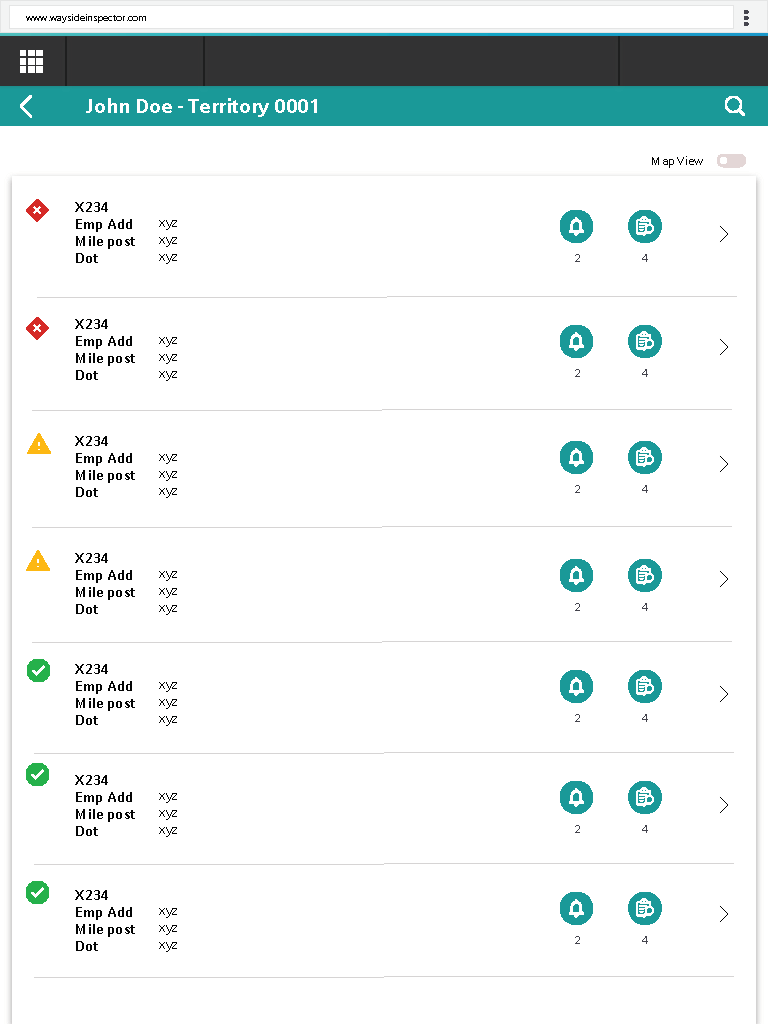 www.waysideinspector.com
John Doe - Territory 0001
Map View
X234
Emp Add xyz
Mile post xyz
Dot xyz
2 4
X234
Emp Add xyz
Mile post xyz
Dot xyz
2 4
X234
Emp Add xyz
Mile post xyz
Dot xyz
2 4
X234
Emp Add xyz
Mile post xyz
Dot xyz
2 4
X234
Emp Add xyz
Mile post xyz
Dot xyz
2 4
X234
Emp Add xyz
Mile post xyz
Dot xyz
2 4
X234
Emp Add xyz
Mile post xyz
Dot xyz
2 4